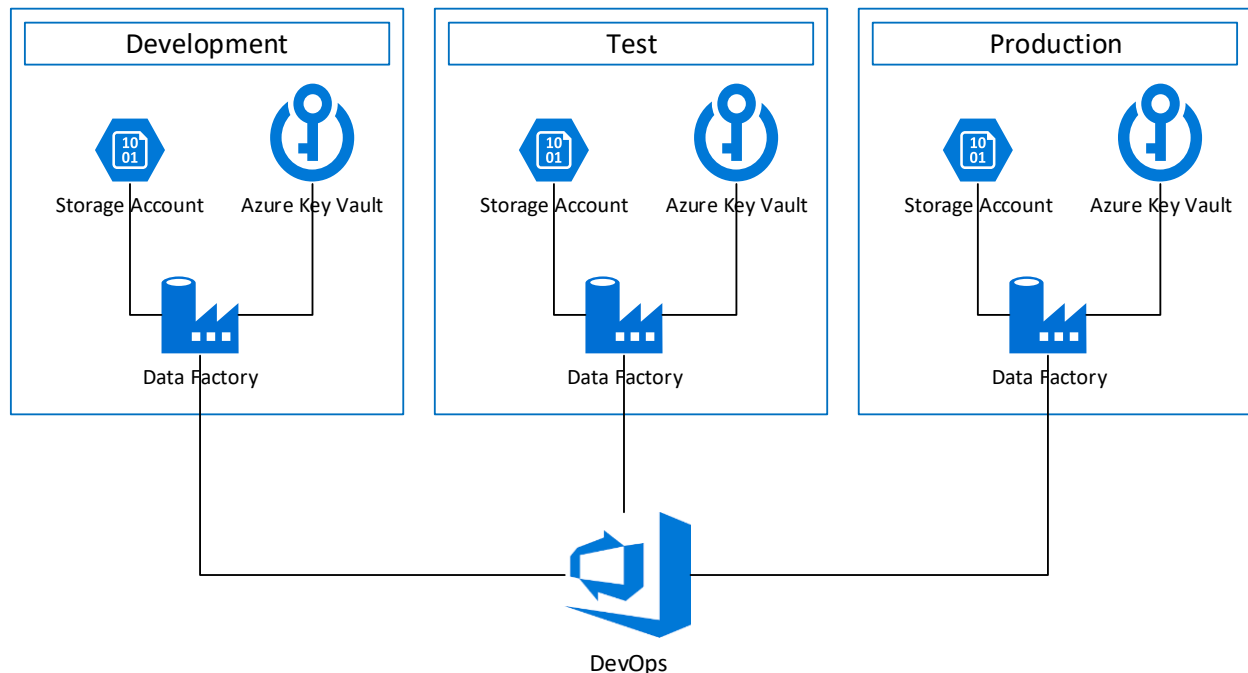 Development
10
01
Storage Account
Azure Key Vault
Data Factory
Test
10
01
Storage Account
Azure Key Vault
Data Factory
Production
10
01
Storage Account
Azure Key Vault
Data Factory
DevOps